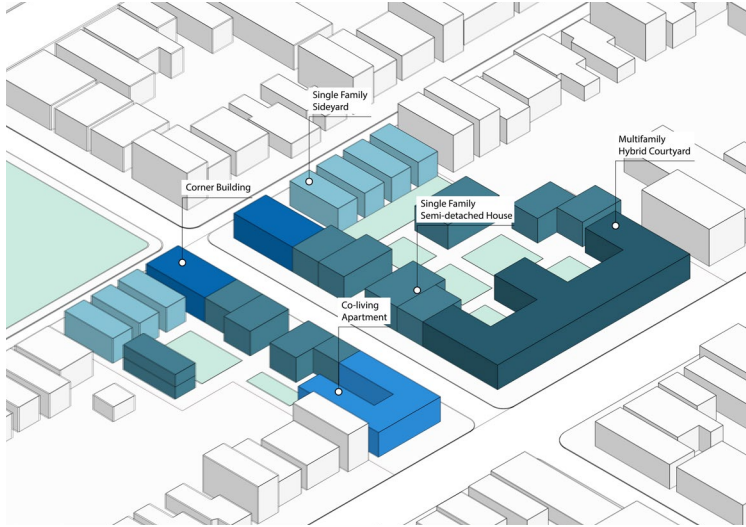 Single Family
Sideyard
Multifamily
Hybrid Courtyard
Corner Building
Single Family
Semi-detached House
Co-living
Apartment